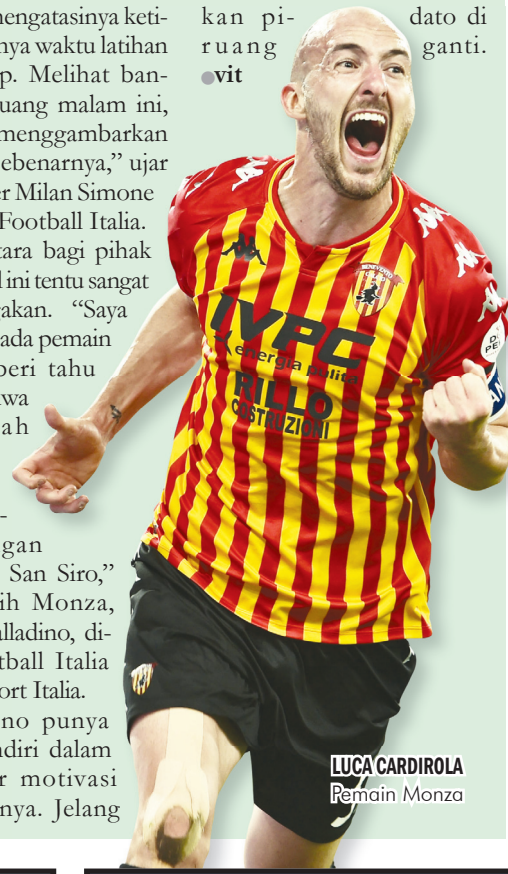 mengatasinya keti-
nya waktu latihan
p. Melihat ban-
uang malam ini,
menggambarkan
ebenarnya,” ujar
er Milan Simone
Football Italia.
tara bagi pihak
l ini tentu sangat
akan. “Saya
ada pemain
beri tahu
wa
ah
-
gan
San Siro,”
ih Monza,
alladino, di-
tball Italia
ort Italia.
no punya
ndiri dalam
r motivasi
nya. Jelang
kan pi-dato di
ruang ganti.
●vit
BENEVENTO
IVPC
energia pulita
RILLO
COSTRUZIONI
LUCA CARDIROLA
Pemain Monza